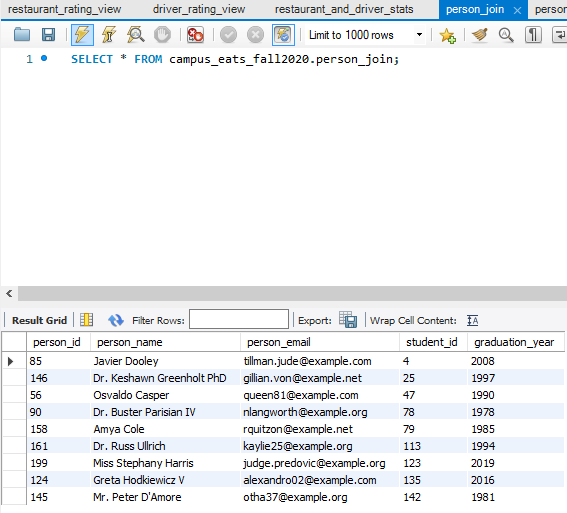 restaurant_rating_view driver_rating_view restaurant_and_driver_stats person_join person
Limit to 1000 rows
1 SELECT * FROM campus_eats_fall2020.person_join;
Result Grid Filter Rows: Export: Wrap Cell Content: IA
person_id person_name person_email student_id graduation_year
85 Javier Dooley tillman.jude@example.com 4 2008
146 Dr. Keshawn Greenholt PhD gillian.von@example.net 25 1997
56 Osvaldo Casper queen81@example.com 47 1990
90 Dr. Buster Parisian IV nlangworth@example.org 78 1978
158 Amya Cole rquitzon@example.net 79 1985
161 Dr. Russ Ullrich kaylie25@example.org 113 1994
199 Miss Stephany Harris judge.predovic@example.org 123 2019
124 Greta Hodkiewicz V alexandro02@example.com 135 2016
145 Mr. Peter D'Amore otha37@example.org 142 1981